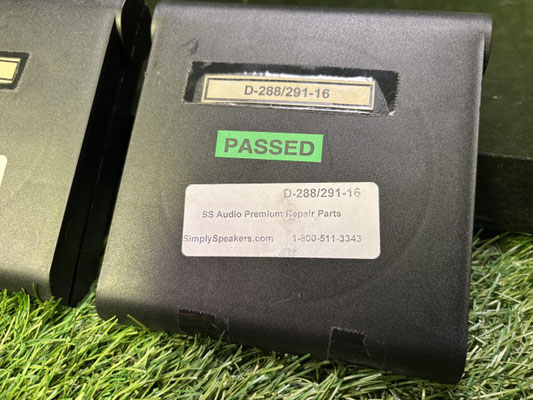 D-288/291-16
PASSED
D-288/291-16
SS Audio Premium Repair Parts
SimplySpeakers.com 1-800-511-3343